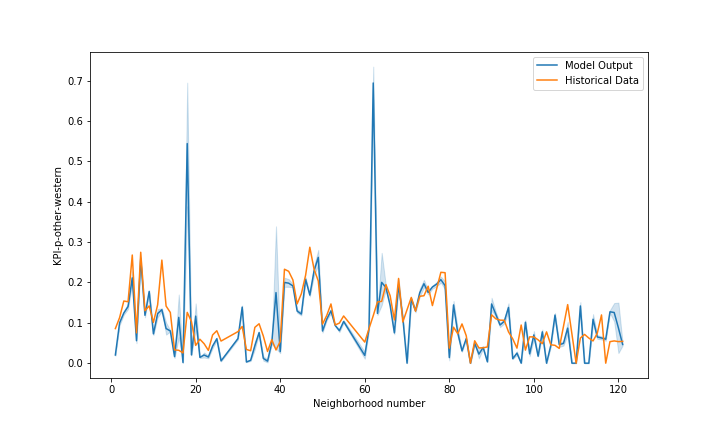 Model Output
Historical Data
KPI-p-other-western
0.7
0.6
0.5
0.4
0.3
0.2
0.1
0.0
0 20 40 60 80 100 120
Neighborhood number